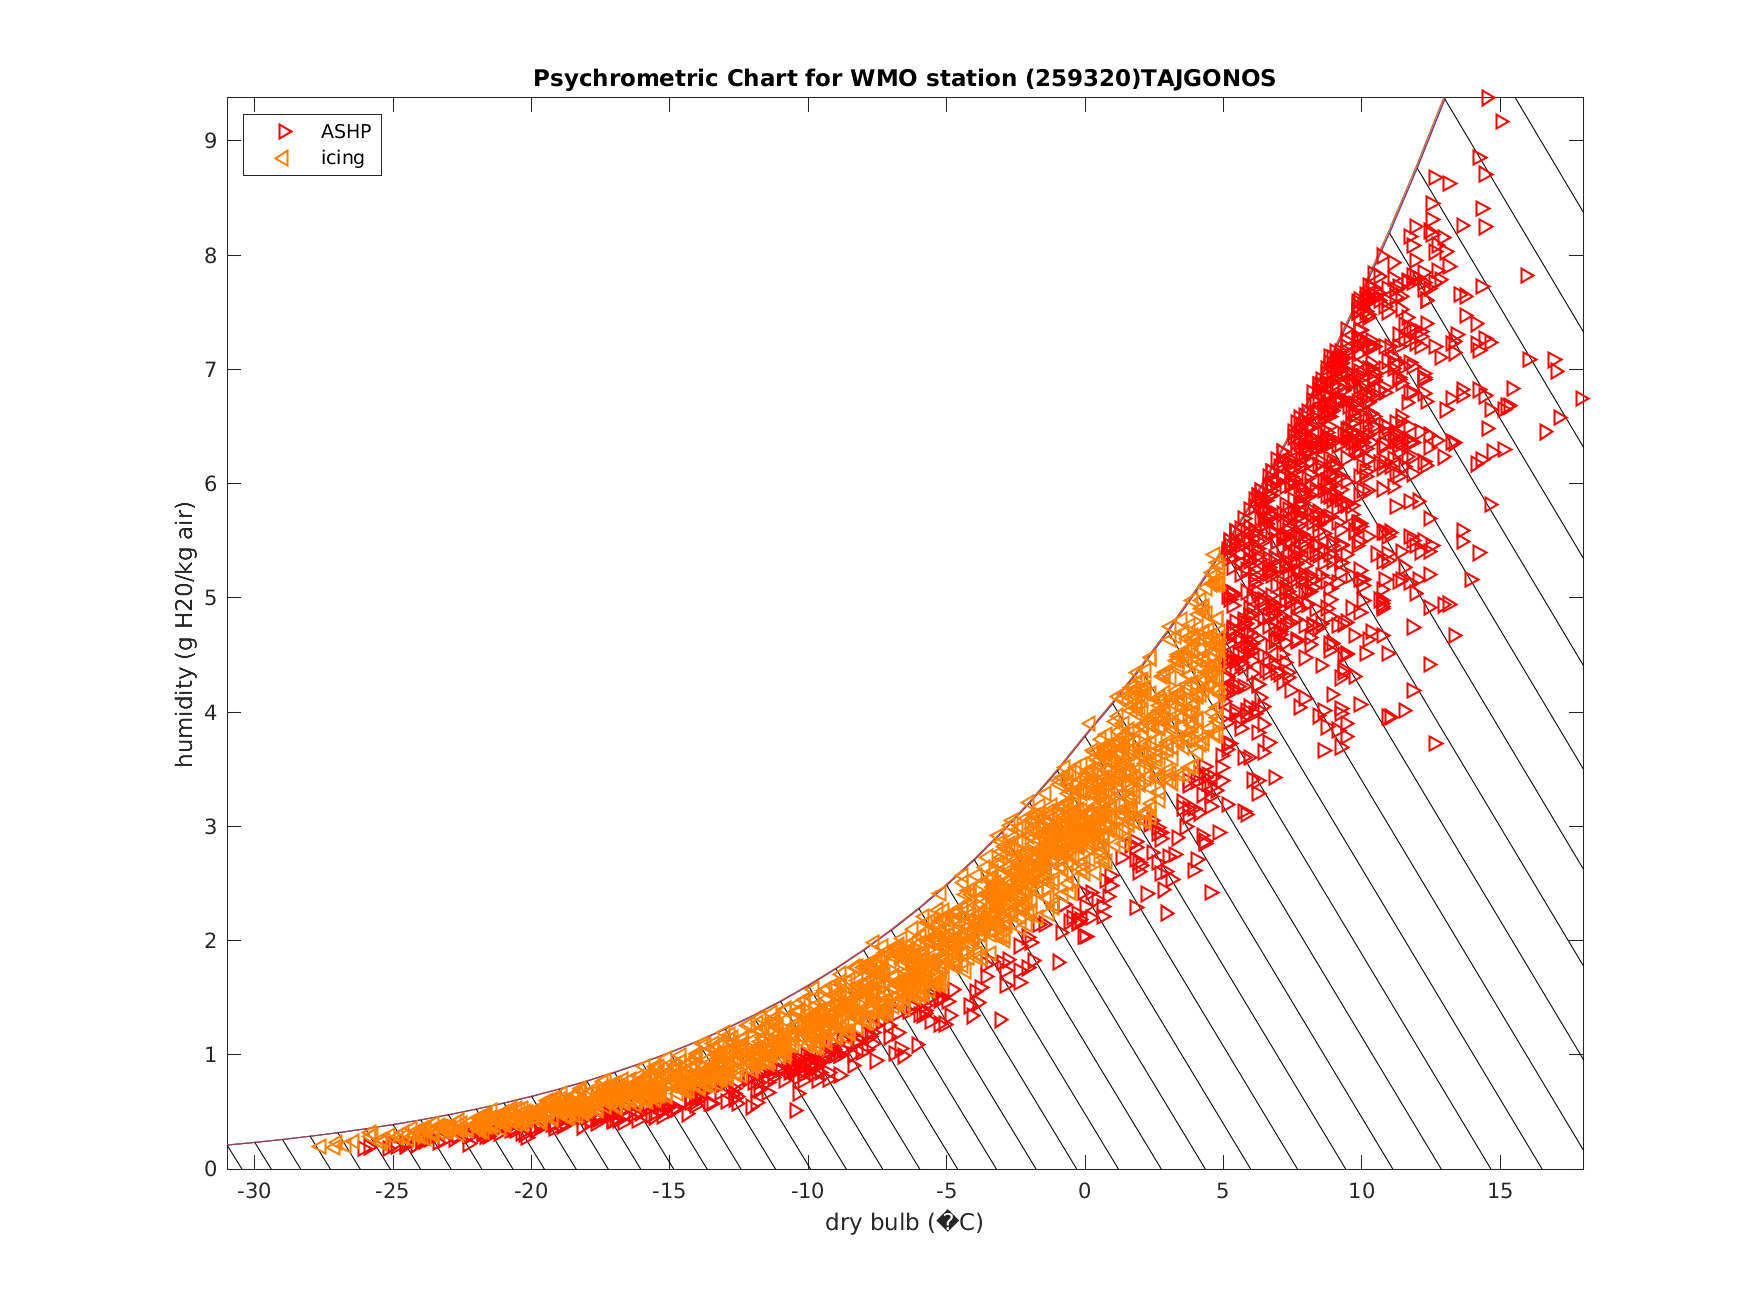 Psychrometric Chart for WMO station (259320)TAJGONOS
ASHP
icing
9
8
7
6
5
4
3
2
1
0
humidity (g H20/kg air)
-30 -25 -20 -15 -10 -5 0 5 10 15
dry bulb (�C)